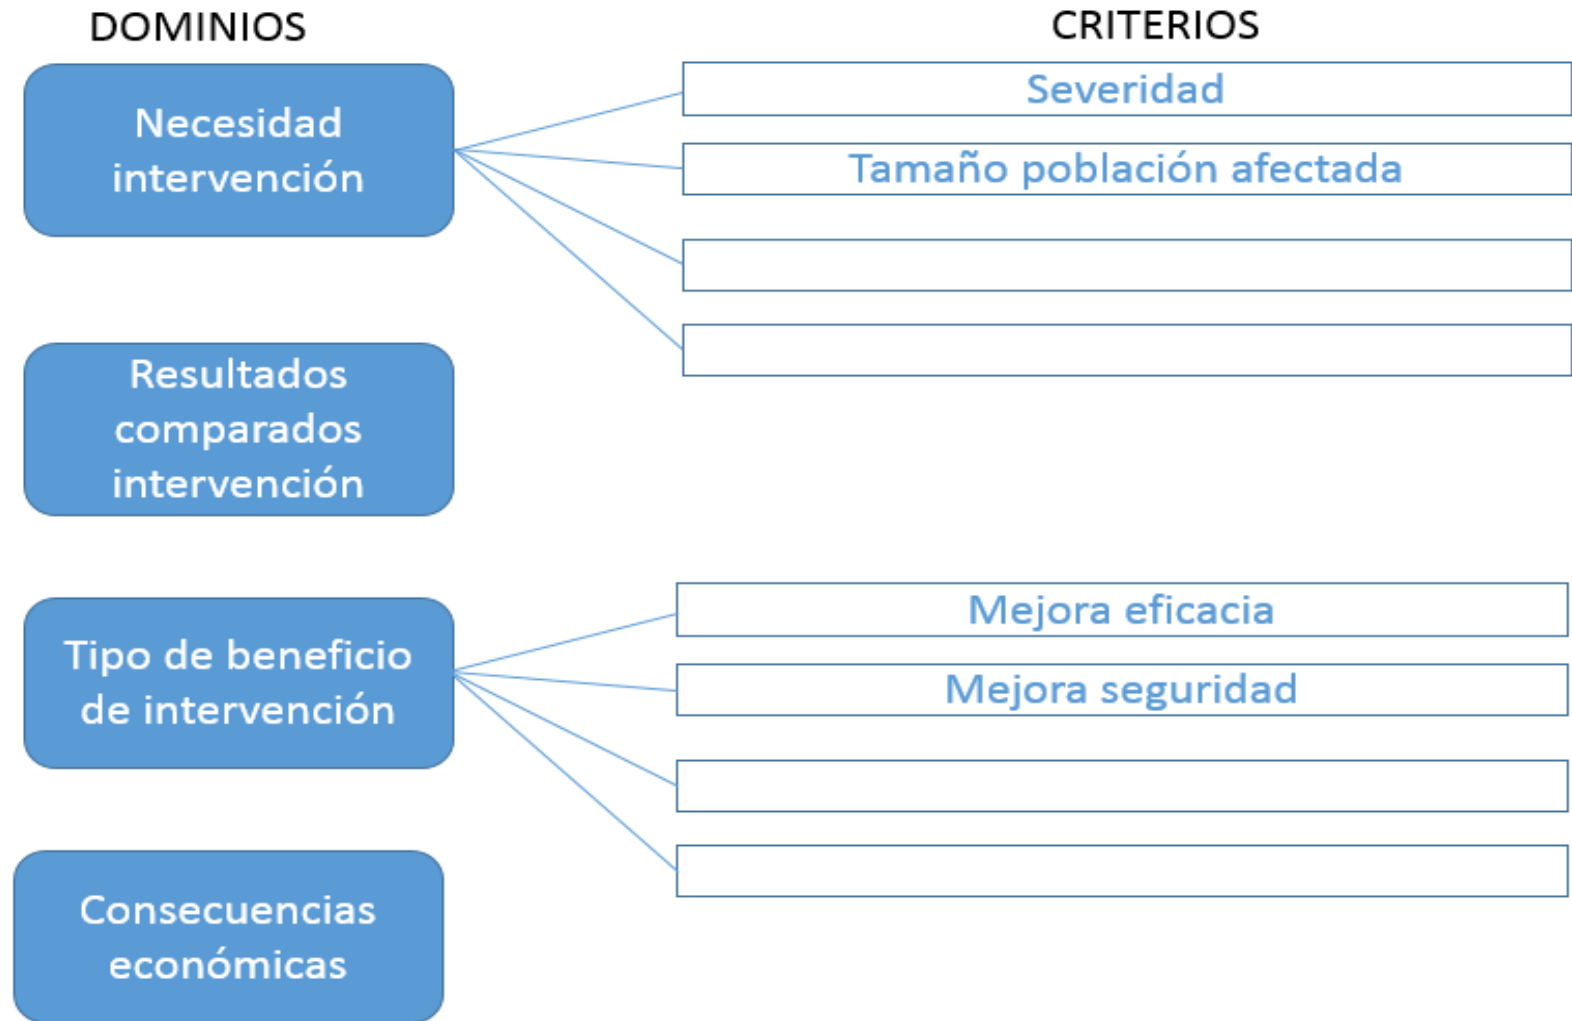 DOMINIOS
CRITERIOS
Necesidad
intervención
Severidad
Tamaño población afectada
Resultados
comparados
intervención
Tipo de beneficio
de intervención
Mejora eficacia
Mejora seguridad
Consecuencias
económicas